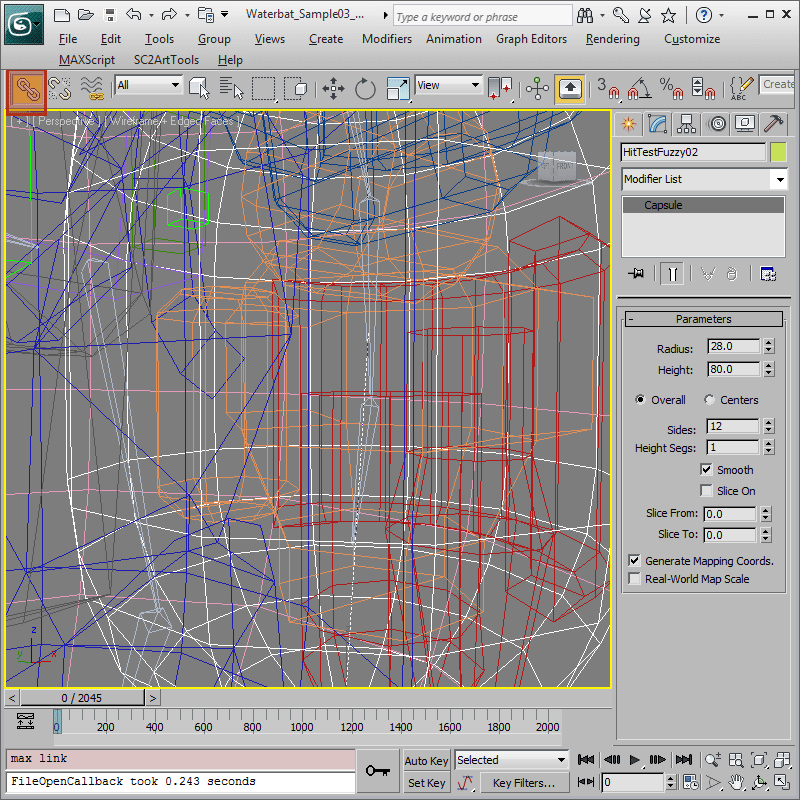 Waterbat_Sample03_...
Type a keyword or phrase
File Edit Tools Group Views Create Modifiers Animation Graph Editors Rendering Customize
MAXScript SC2ArtTools Help
All
View
3
%
ABC
Create
[ + ] [ Perspective ] [ Wireframe + Edged Faces ]
FRONT
HitTestFuzzy02
Modifier List
Capsule
- Parameters
Radius: 28.0
Height: 80.0
Overall Centers
Sides: 12
Height Segs: 1
Smooth
Slice On
Slice From: 0.0
Slice To: 0.0
Generate Mapping Coords.
Real-World Map Scale
z
y
x
< 0 / 2045 >
0 200 400 600 800 1000 1200 1400 1600 1800 2000
max link
FileOpenCallback took 0.243 seconds
Auto Key Selected
Set Key Key Filters...
0